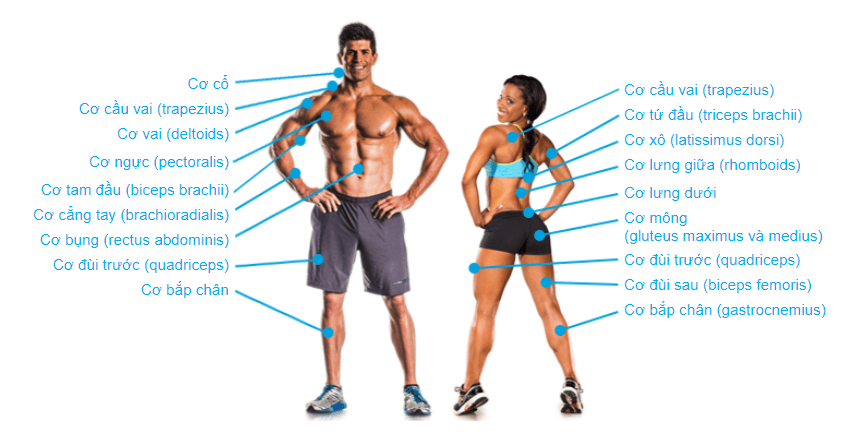 Cơ cổ
Cơ cầu vai (trapezius)
Cơ vai (deltoids)
Cơ ngực (pectoralis)
Cơ tam đầu (biceps brachii)
Cơ cẳng tay (brachioradialis)
Cơ bụng (rectus abdominis)
Cơ đùi trước (quadriceps)
Cơ bắp chân
Cơ cầu vai (trapezius)
Cơ tứ đầu (triceps brachii)
Cơ xô (latissimus dorsi)
Cơ lưng giữa (rhomboids)
Cơ lưng dưới
Cơ mông
(gluteus maximus và medius)
Cơ đùi trước (quadriceps)
Cơ đùi sau (biceps femoris)
Cơ bắp chân (gastrocnemius)